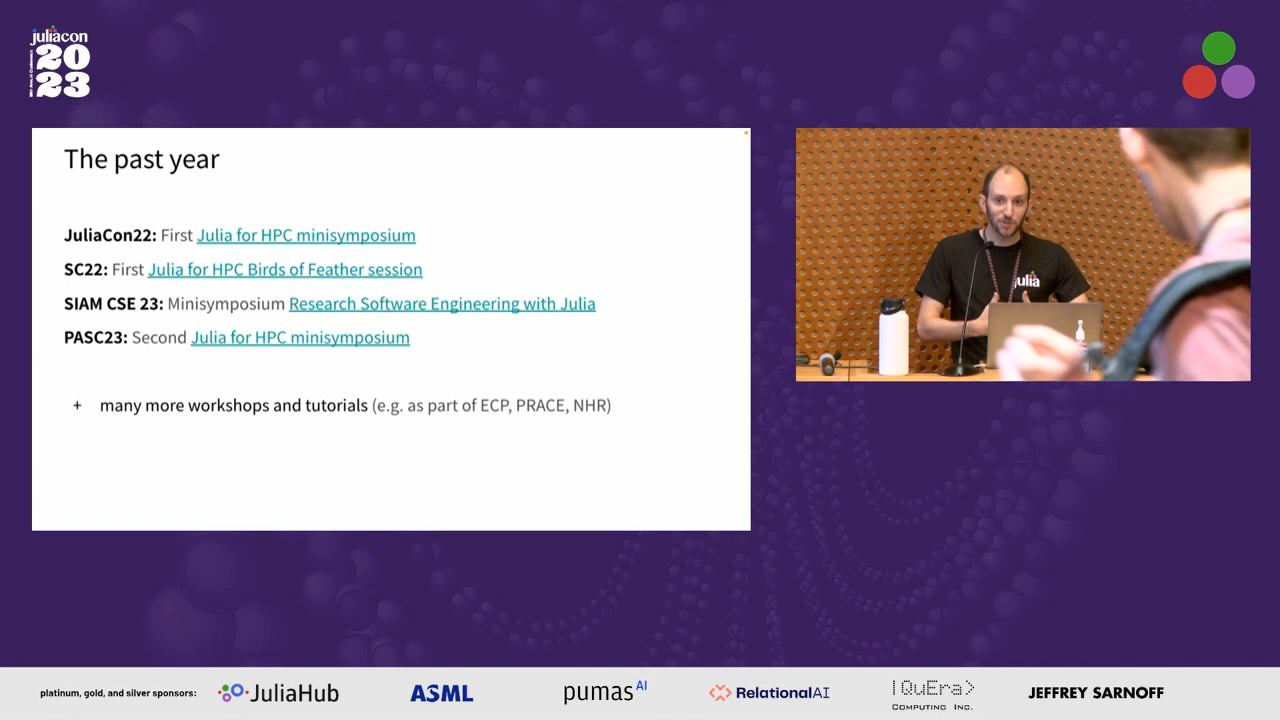 juliacon
20
23
The past year
JuliaCon22: First Julia for HPC minisymposium
SC22: First Julia for HPC Birds of Feather session
SIAM CSE 23: Minisymposium Research Software Engineering with Julia
PASC23: Second Julia for HPC minisymposium
+ many more workshops and tutorials (e.g. as part of ECP, PRACE, NHR)
julia
platinum, gold, and silver sponsors:
JuliaHub
ASML
pumas AI
RelationalAI
|QuEra>
COMPUTING INC.
JEFFREY SARNOFF